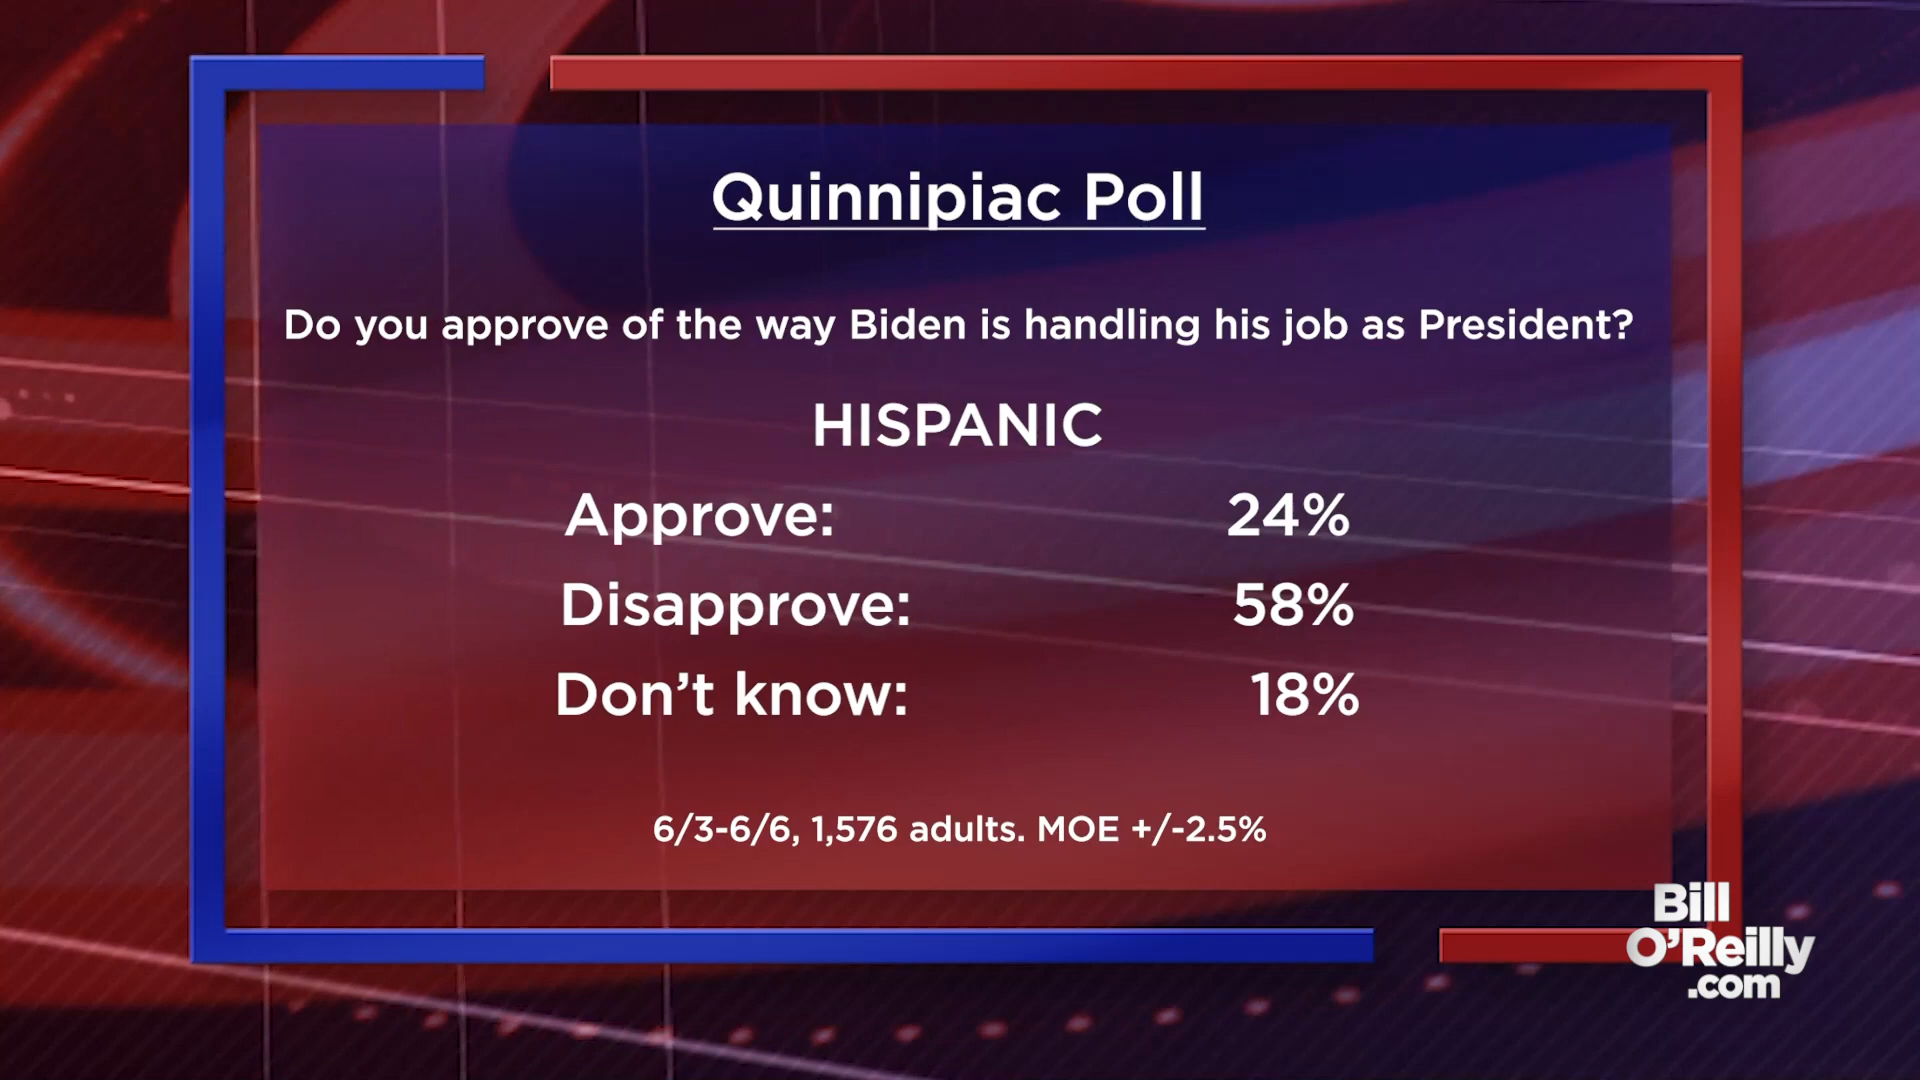 Quinnipiac Poll
Do you approve of the way Biden is handling his job as President?
HISPANIC
Approve: 24%
Disapprove: 58%
Don’t know: 18%
6/3-6/6, 1,576 adults. MOE +/-2.5%
Bill
O’Reilly
.com